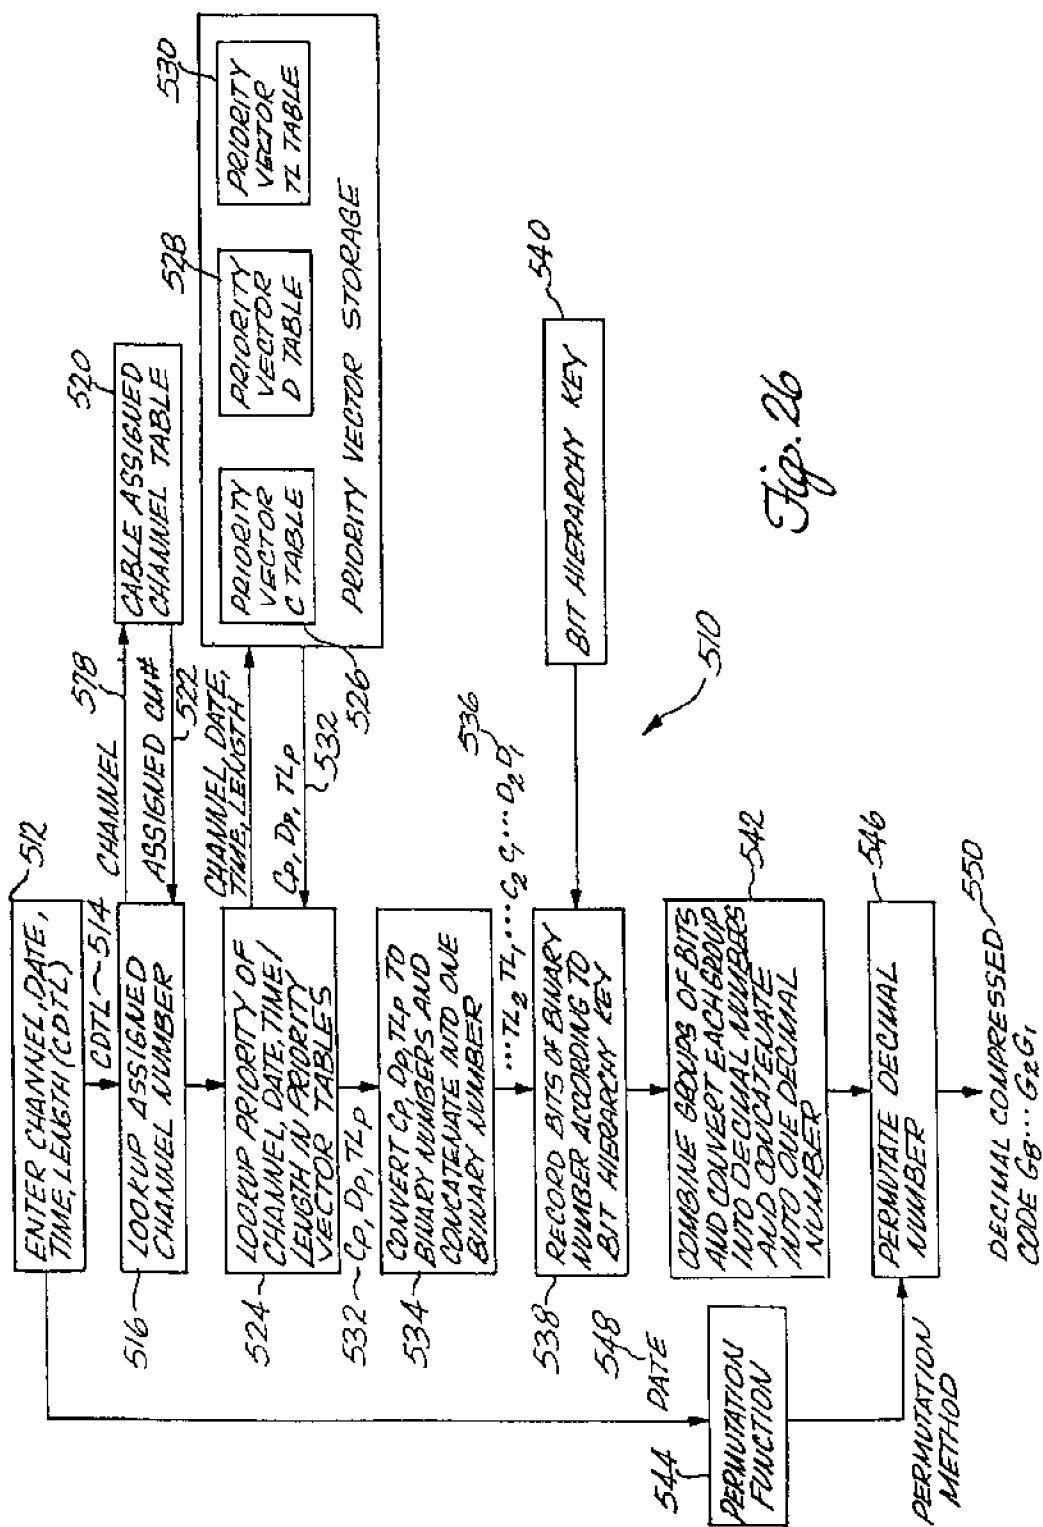 512
ENTER CHANNEL, DATE,
TIME, LENGTH (CDTL)
CDTL 514
CHANNEL
578
520
CABLE ASSIGNED
CHANNEL TABLE
ASSIGNED CH#
522
LOOKUP ASSIGNED
CHANNEL NUMBER
516
CHANNEL, DATE,
TIME, LENGTH
LOOKUP PRIORITY OF
CHANNEL, DATE, TIME/
LENGTH IN PRIORITY
VECTOR TABLES
524
CP, DP, TLP
532
PRIORITY
VECTOR
C TABLE
526
PRIORITY
VECTOR
D TABLE
528
PRIORITY
VECTOR
TL TABLE
530
PRIORITY VECTOR STORAGE
532 CP, DP, TLP
CONVERT CP, DP, TLP TO
BINARY NUMBERS AND
CONCATENATE INTO ONE
BINARY NUMBER
534
...TL2 TL1...C2 C1...D2 D1
536
RECORD BITS OF BINARY
NUMBER ACCORDING TO
BIT HIERARCHY KEY
538
BIT HIERARCHY KEY
540
COMBINE GROUPS OF BITS
AND CONVERT EACH GROUP
INTO DECIMAL NUMBERS
AND CONCATENATE
INTO ONE DECIMAL
NUMBER
542
510
548
DATE
544
PERMUTATION
FUNCTION
PERMUTATION
METHOD
PERMUTATE DECIMAL
NUMBER
546
DECIMAL COMPRESSED
CODE G8...G2G1
550
Fig. 26